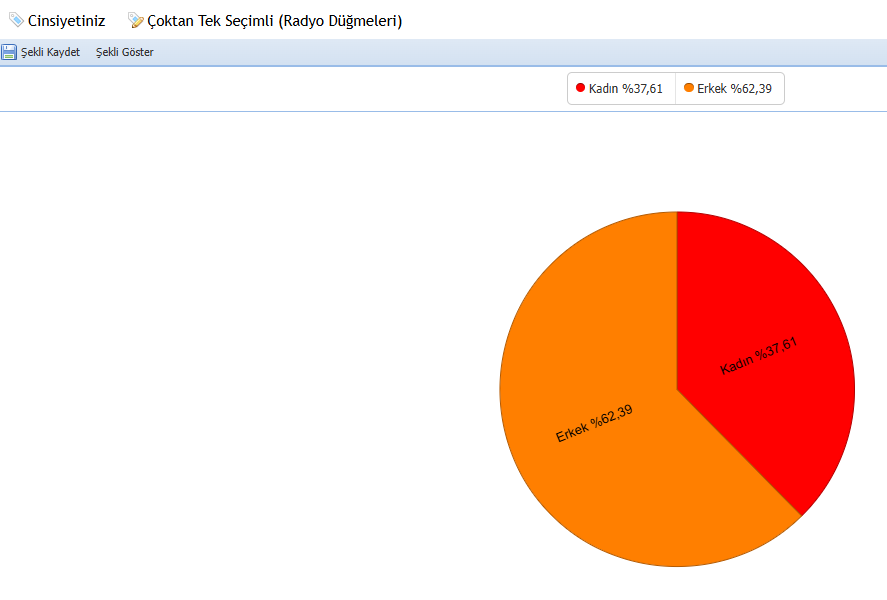 Cinsiyetiniz Çoktan Tek Seçimli (Radyo Düğmeleri)
Şekli Kaydet Şekli Göster
Kadın %37,61 Erkek %62,39
Kadın %37,61
Erkek %62,39